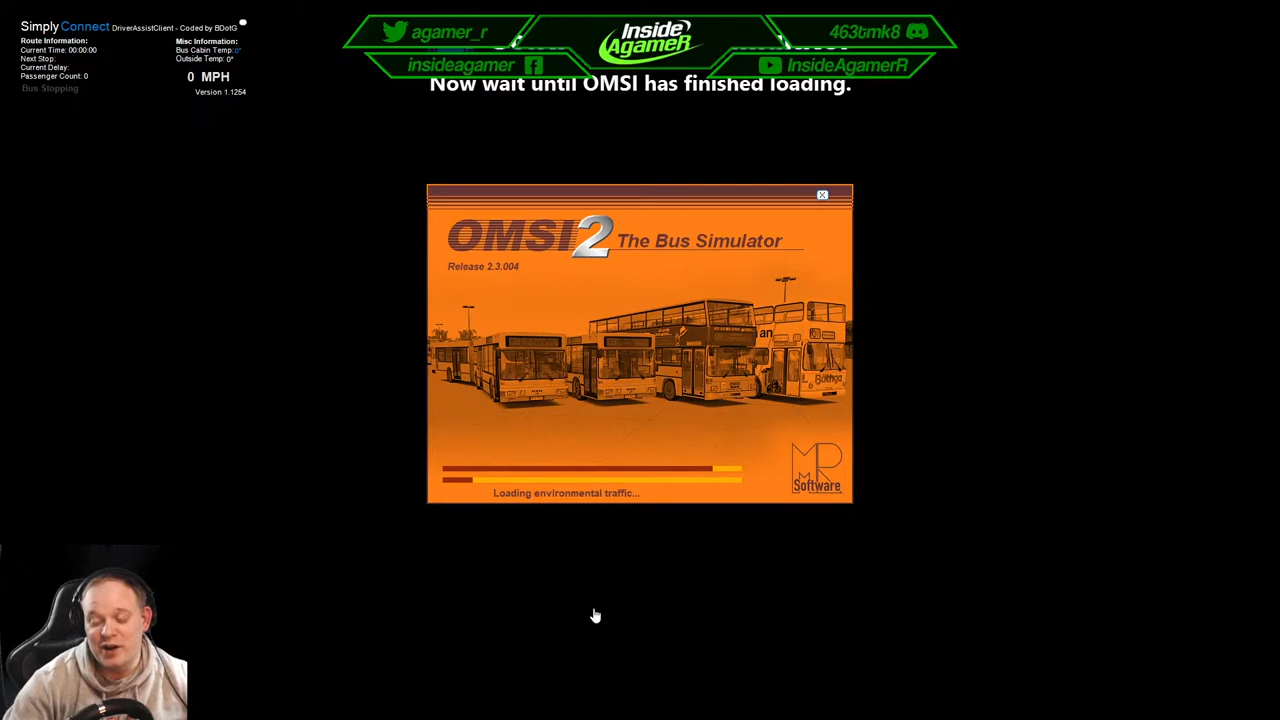 SimplyConnect DriverAssistClient - Coded by BDotG
Route Information:
Current Time: 00:00:00
Next Stop:
Current Delay:
Passenger Count: 0
Bus Stopping
Misc Information:
Bus Cabin Temp: 0°
Outside Temp: 0°
0 MPH
Version 1.1254
agamer_r
Inside
AgameR
463tmk8
insideagamer
InsideAgamerR
Now wait until OMSI has finished loading.
OMSI 2 The Bus Simulator
Release 2.3.004
an
MR
Software
Loading environmental traffic...